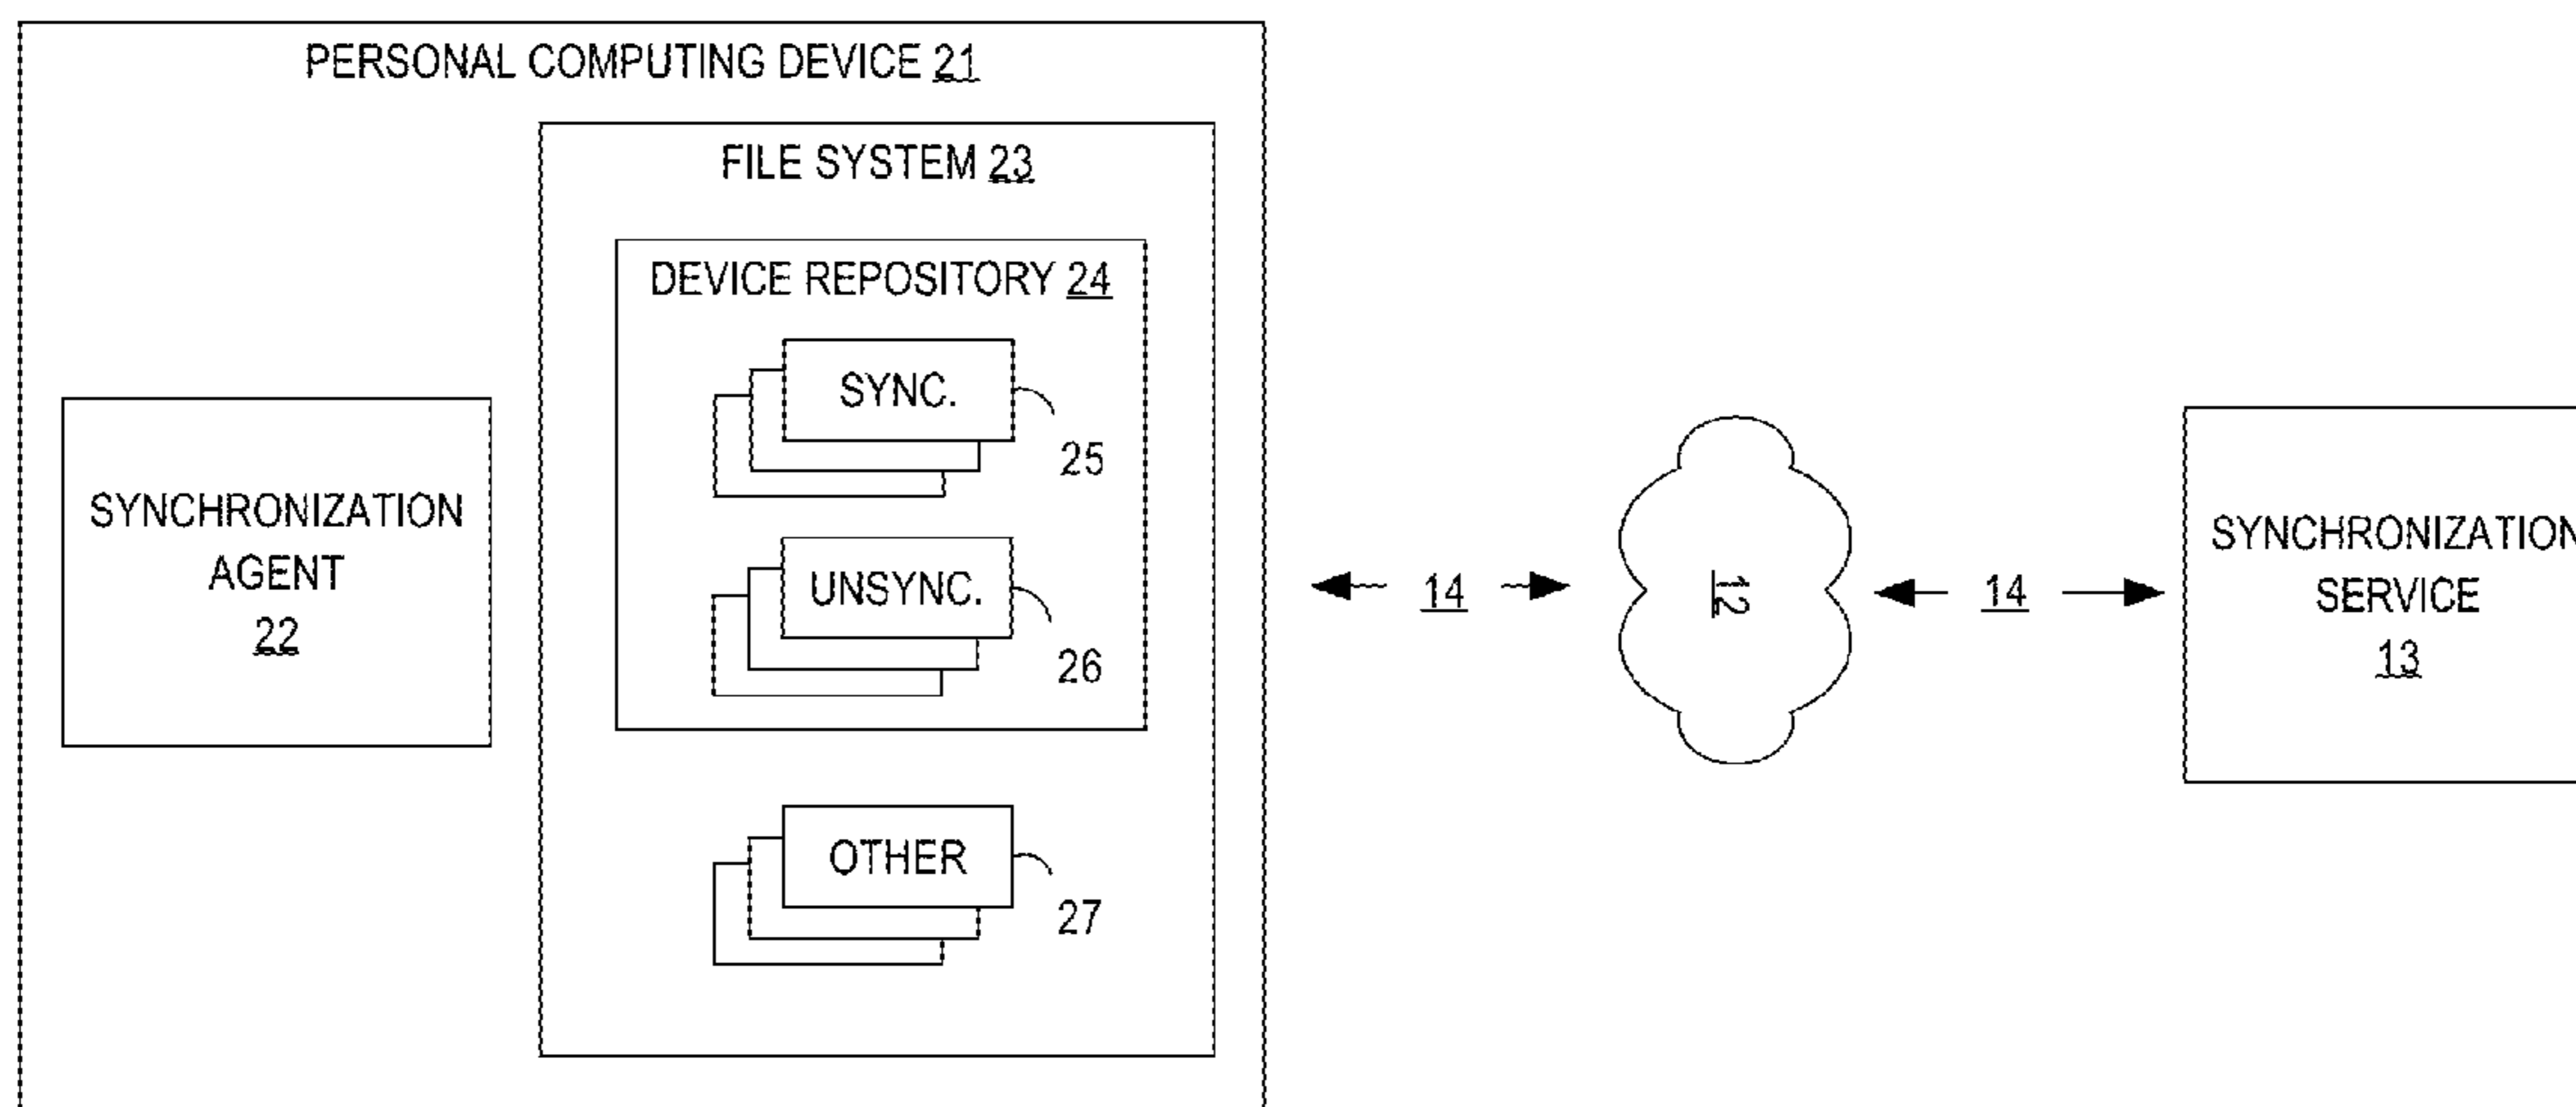 PERSONAL COMPUTING DEVICE 21
FILE SYSTEM 23
DEVICE REPOSITORY 24
SYNC.
25
UNSYNC.
26
OTHER
27
SYNCHRONIZATION
AGENT
22
14
12
14
SYNCHRONIZATION
SERVICE
13